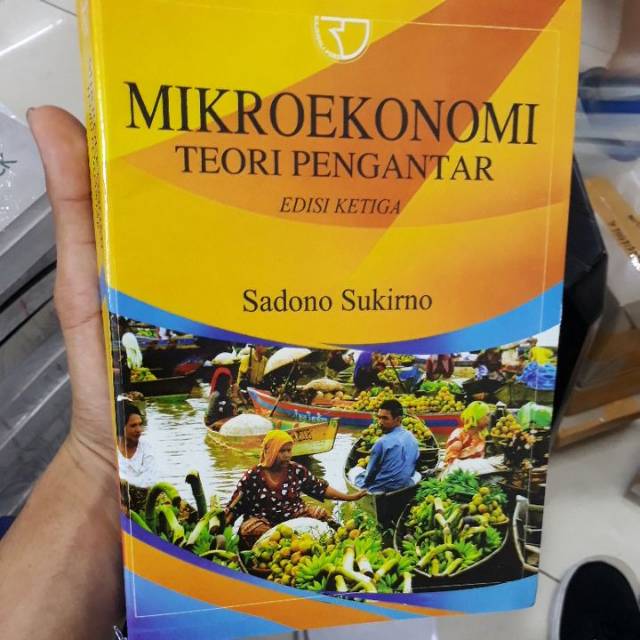 MIKROEKONOMI
TEORI PENGANTAR
EDISI KETIGA
Sadono Sukirno